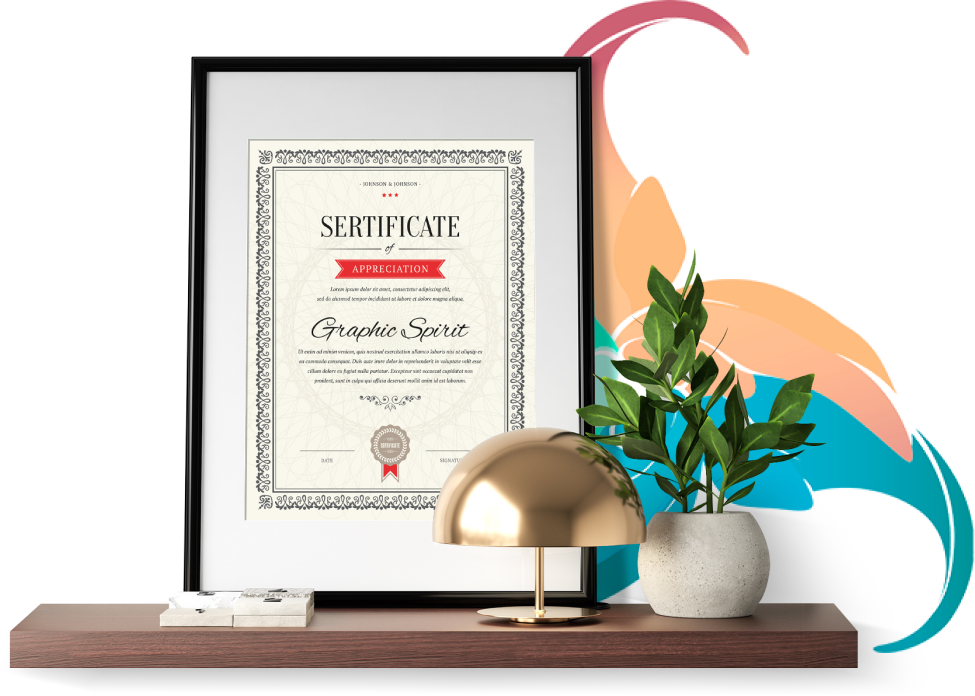 - JOHNSON & JOHNSON -
SERTIFICATE
of
APPRECIATION
Lorem ipsum dolor sit amet, consectetur adipiscing elit,
sed do eiusmod tempor incididunt ut labore et dolore magna aliqua.
Graphic Spirit
Ut enim ad minim veniam, quis nostrud exercitation ullamco laboris nisi ut aliquip ex
ea commodo consequat. Duis aute irure dolor in reprehenderit in voluptate velit esse
cillum dolore eu fugiat nulla pariatur. Excepteur sint occaecat cupidatat non
proident, sunt in culpa qui officia deserunt mollit anim id est laborum.
CERTIFICATE
DATE
SIGNATU